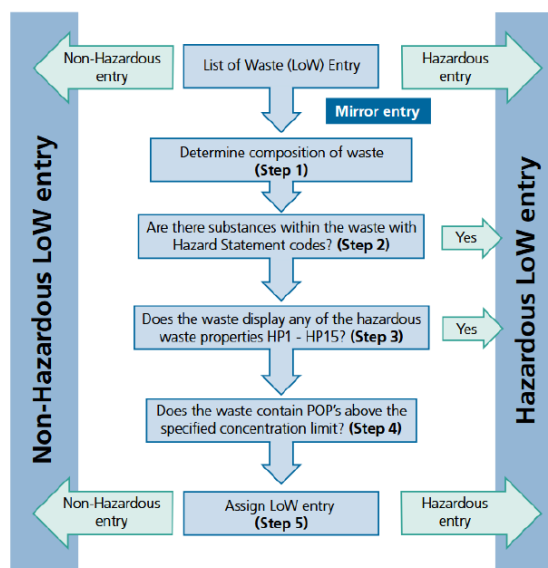 Non-Hazardous
entry
List of Waste (LoW) Entry
Hazardous
entry
Mirror entry
Determine composition of waste
(Step 1)
Are there substances within the waste with
Hazard Statement codes? (Step 2)
Yes
Does the waste display any of the hazardous
waste properties HP1 - HP15? (Step 3)
Yes
Does the waste contain POP's above the
specified concentration limit? (Step 4)
Non-Hazardous
entry
Assign LoW entry
(Step 5)
Hazardous
entry
Non-Hazardous LoW entry
Hazardous LoW entry